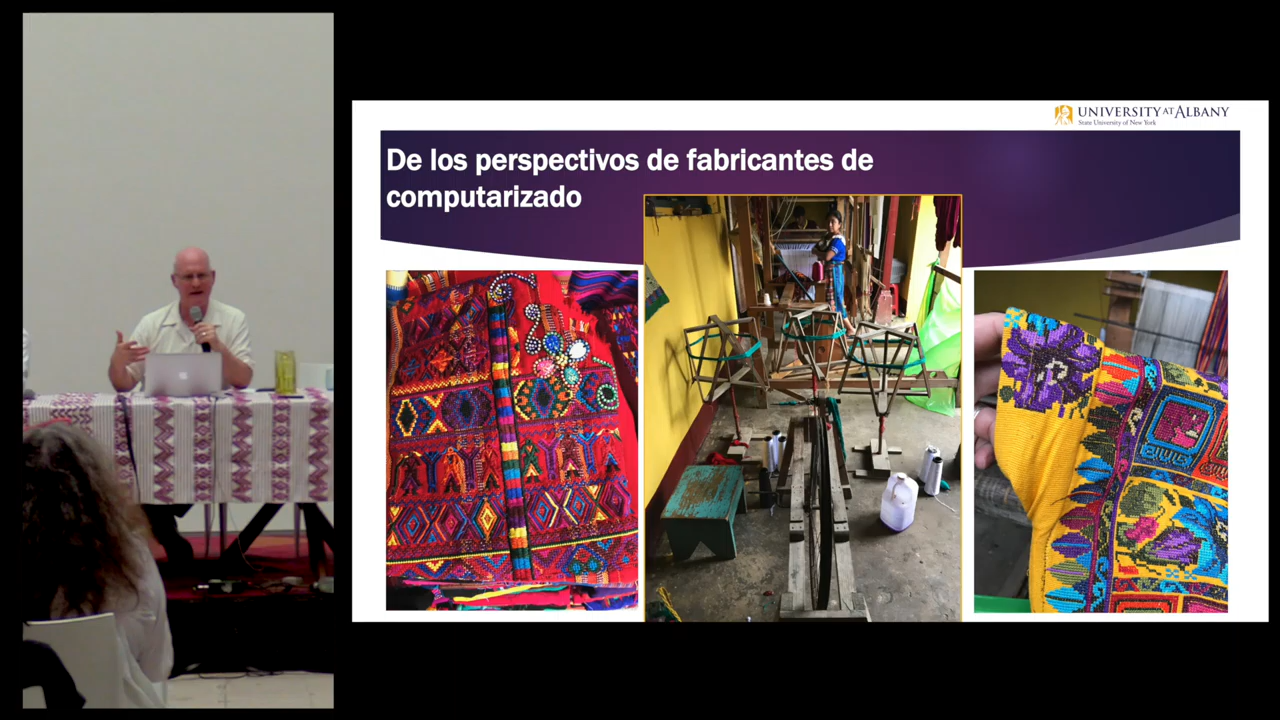 UNIVERSITY AT ALBANY
State University of New York
De los perspectivos de fabricantes de
computarizado